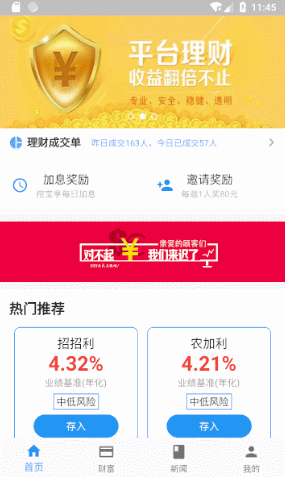 11:45
平台理财
收益翻倍不止
专业、安全、稳健、透明
理财成交单 昨日成交163人，今日已成交57人
加息奖励 邀请奖励
挖宝享每日加息 每致1人奖80元
亲爱的顾客们
对不起 我们来迟了
热门推荐
招招利 农加利
4.32% 4.21%
业绩基准(年化) 业绩基准(年化)
中低风险 中低风险
存入 存入
首页 财富 新闻 我的